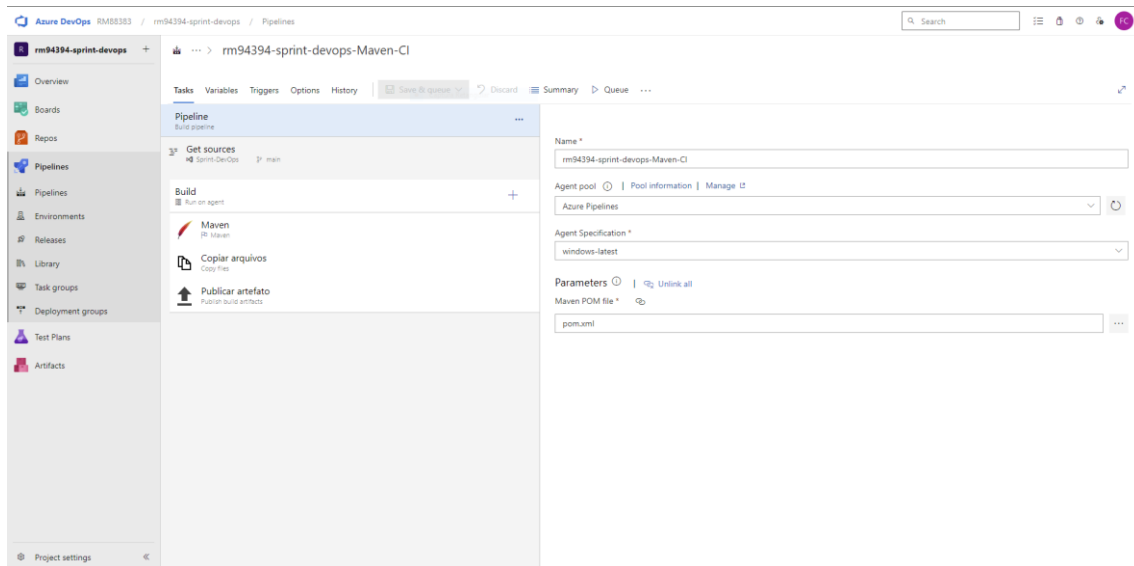 Azure DevOps RM88383 / rm94394-sprint-devops / Pipelines
Search
FC
R rm94394-sprint-devops +
Overview
Boards
Repos
Pipelines
Pipelines
Environments
Releases
Library
Task groups
Deployment groups
Test Plans
Artifacts
Project settings
··· > rm94394-sprint-devops-Maven-CI
Tasks Variables Triggers Options History Save & queue Discard Summary Queue ···
Pipeline ···
Build pipeline
Get sources
Sprint-DevOps main
Build +
Run on agent
Maven
Maven
Copiar arquivos
Copy files
Publicar artefato
Publish build artifacts
Name *
rm94394-sprint-devops-Maven-CI
Agent pool | Pool information | Manage
Azure Pipelines
Agent Specification *
windows-latest
Parameters | Unlink all
Maven POM file *
pom.xml ···